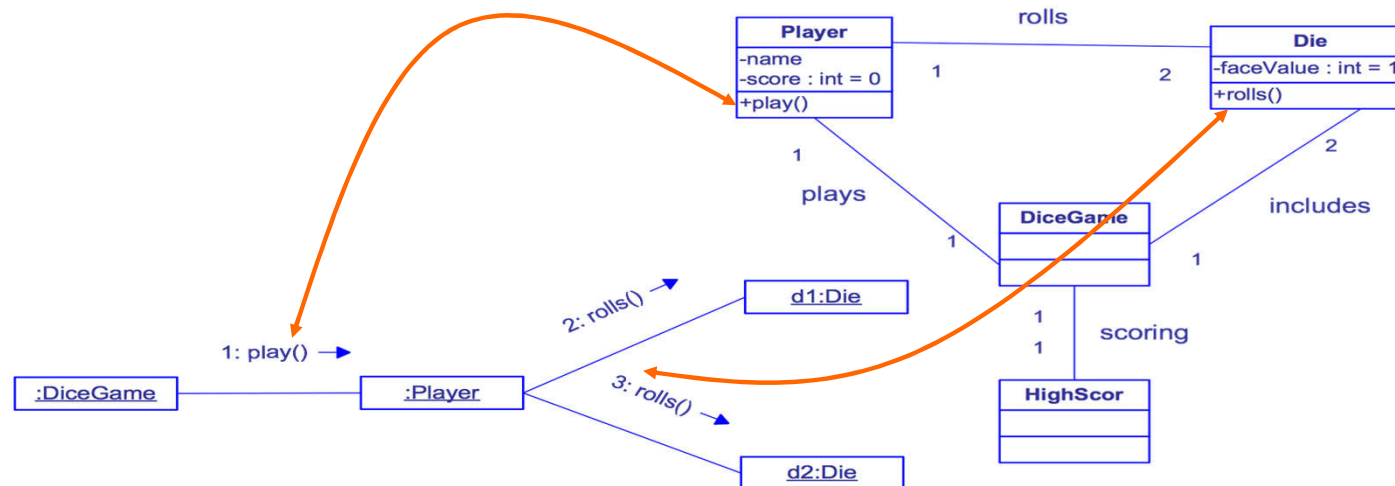 rolls
Player
-name
-score : int = 0
+play()
1
2
Die
-faceValue : int = 1
+rolls()
1
plays
1
2
includes
1
DiceGame
1
scoring
1
HighScor
1: play()
2: rolls()
3: rolls()
:DiceGame
:Player
d1:Die
d2:Die